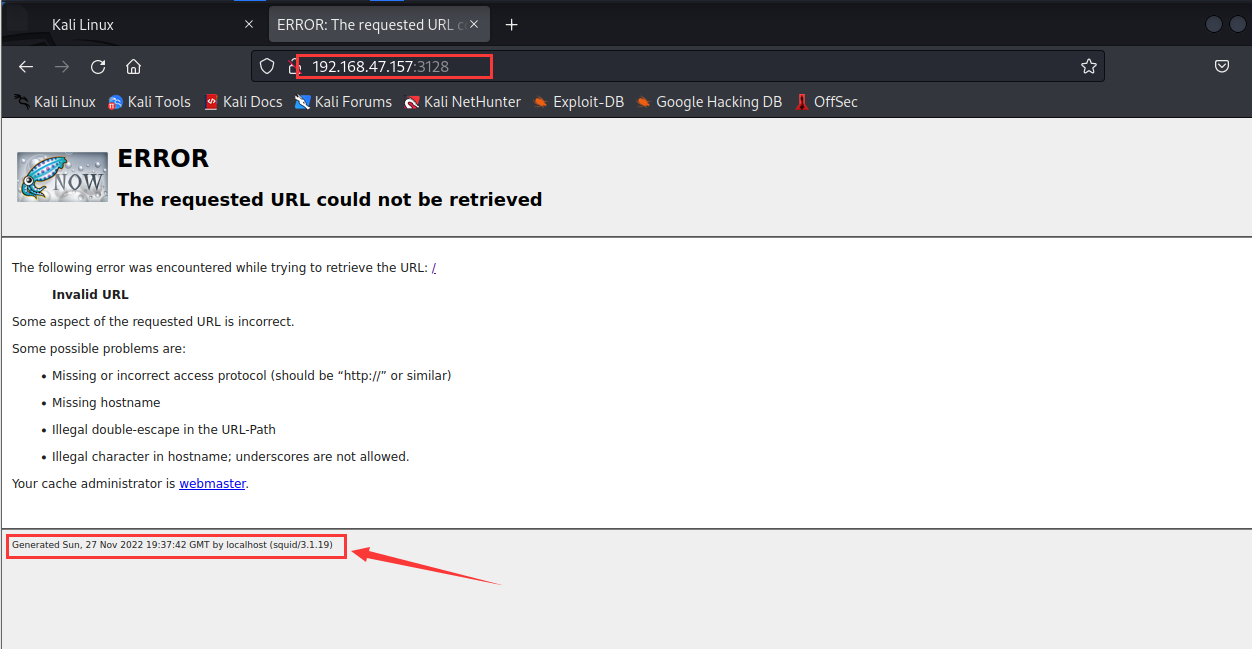 Kali Linux
ERROR: The requested URL c
192.168.47.157:3128
Kali Linux Kali Tools Kali Docs Kali Forums Kali NetHunter Exploit-DB Google Hacking DB OffSec
NOW
ERROR
The requested URL could not be retrieved
The following error was encountered while trying to retrieve the URL: /
Invalid URL
Some aspect of the requested URL is incorrect.
Some possible problems are:
• Missing or incorrect access protocol (should be “http://” or similar)
• Missing hostname
• Illegal double-escape in the URL-Path
• Illegal character in hostname; underscores are not allowed.
Your cache administrator is webmaster.
Generated Sun, 27 Nov 2022 19:37:42 GMT by localhost (squid/3.1.19)